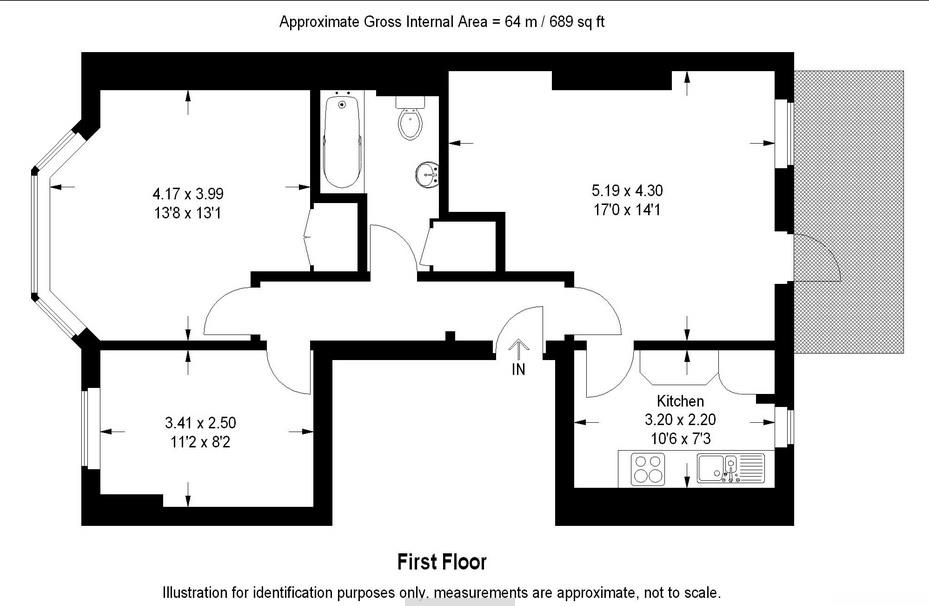 Approximate Gross Internal Area = 64 m / 689 sq ft
4.17 x 3.99
13'8 x 13'1
5.19 x 4.30
17'0 x 14'1
IN
3.41 x 2.50
11'2 x 8'2
Kitchen
3.20 x 2.20
10'6 x 7'3
First Floor
Illustration for identification purposes only, measurements are approximate, not to scale.